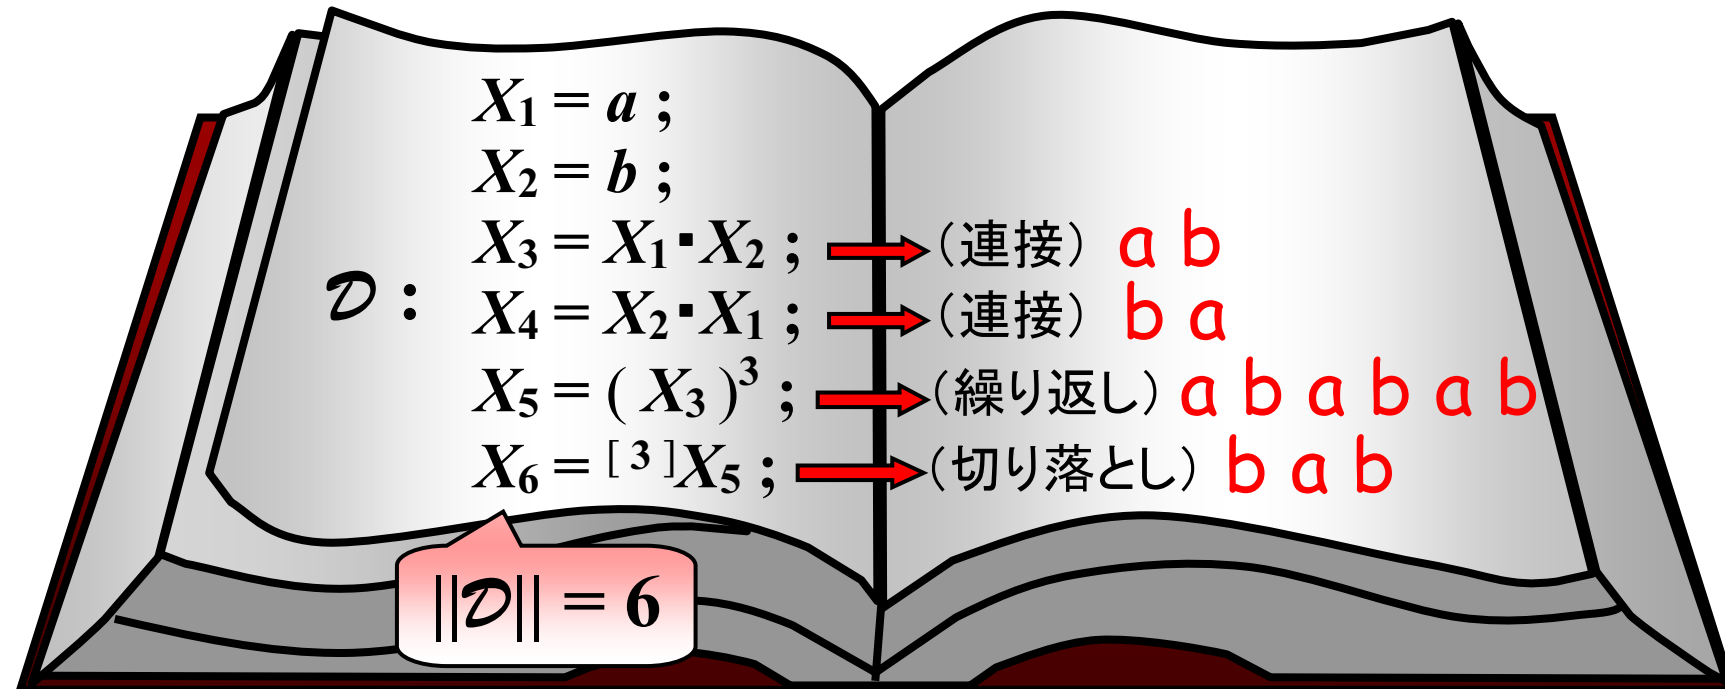 X₁ = a ;
X₂ = b ;
X₃ = X₁・X₂ ; (連接) a b
𝒟 : X₄ = X₂・X₁ ; (連接) b a
X₅ = ( X₃ )³ ; (繰り返し) a b a b a b
X₆ = ^[ 3 ]X₅ ; (切り落とし) b a b
||𝒟|| = 6